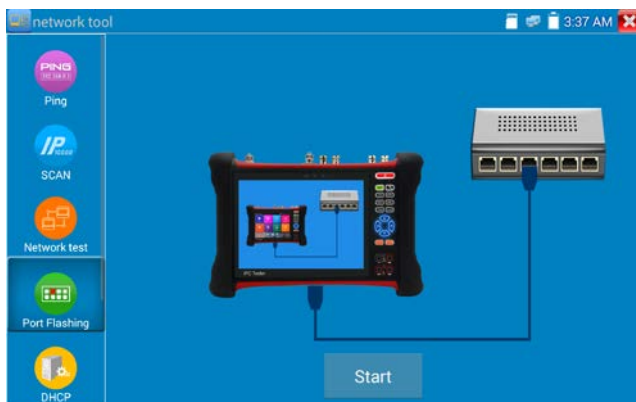 network tool
3:37 AM
PING
Ping
IP
SCAN
Network test
Port Flashing
DHCP
IPC Tester
Start